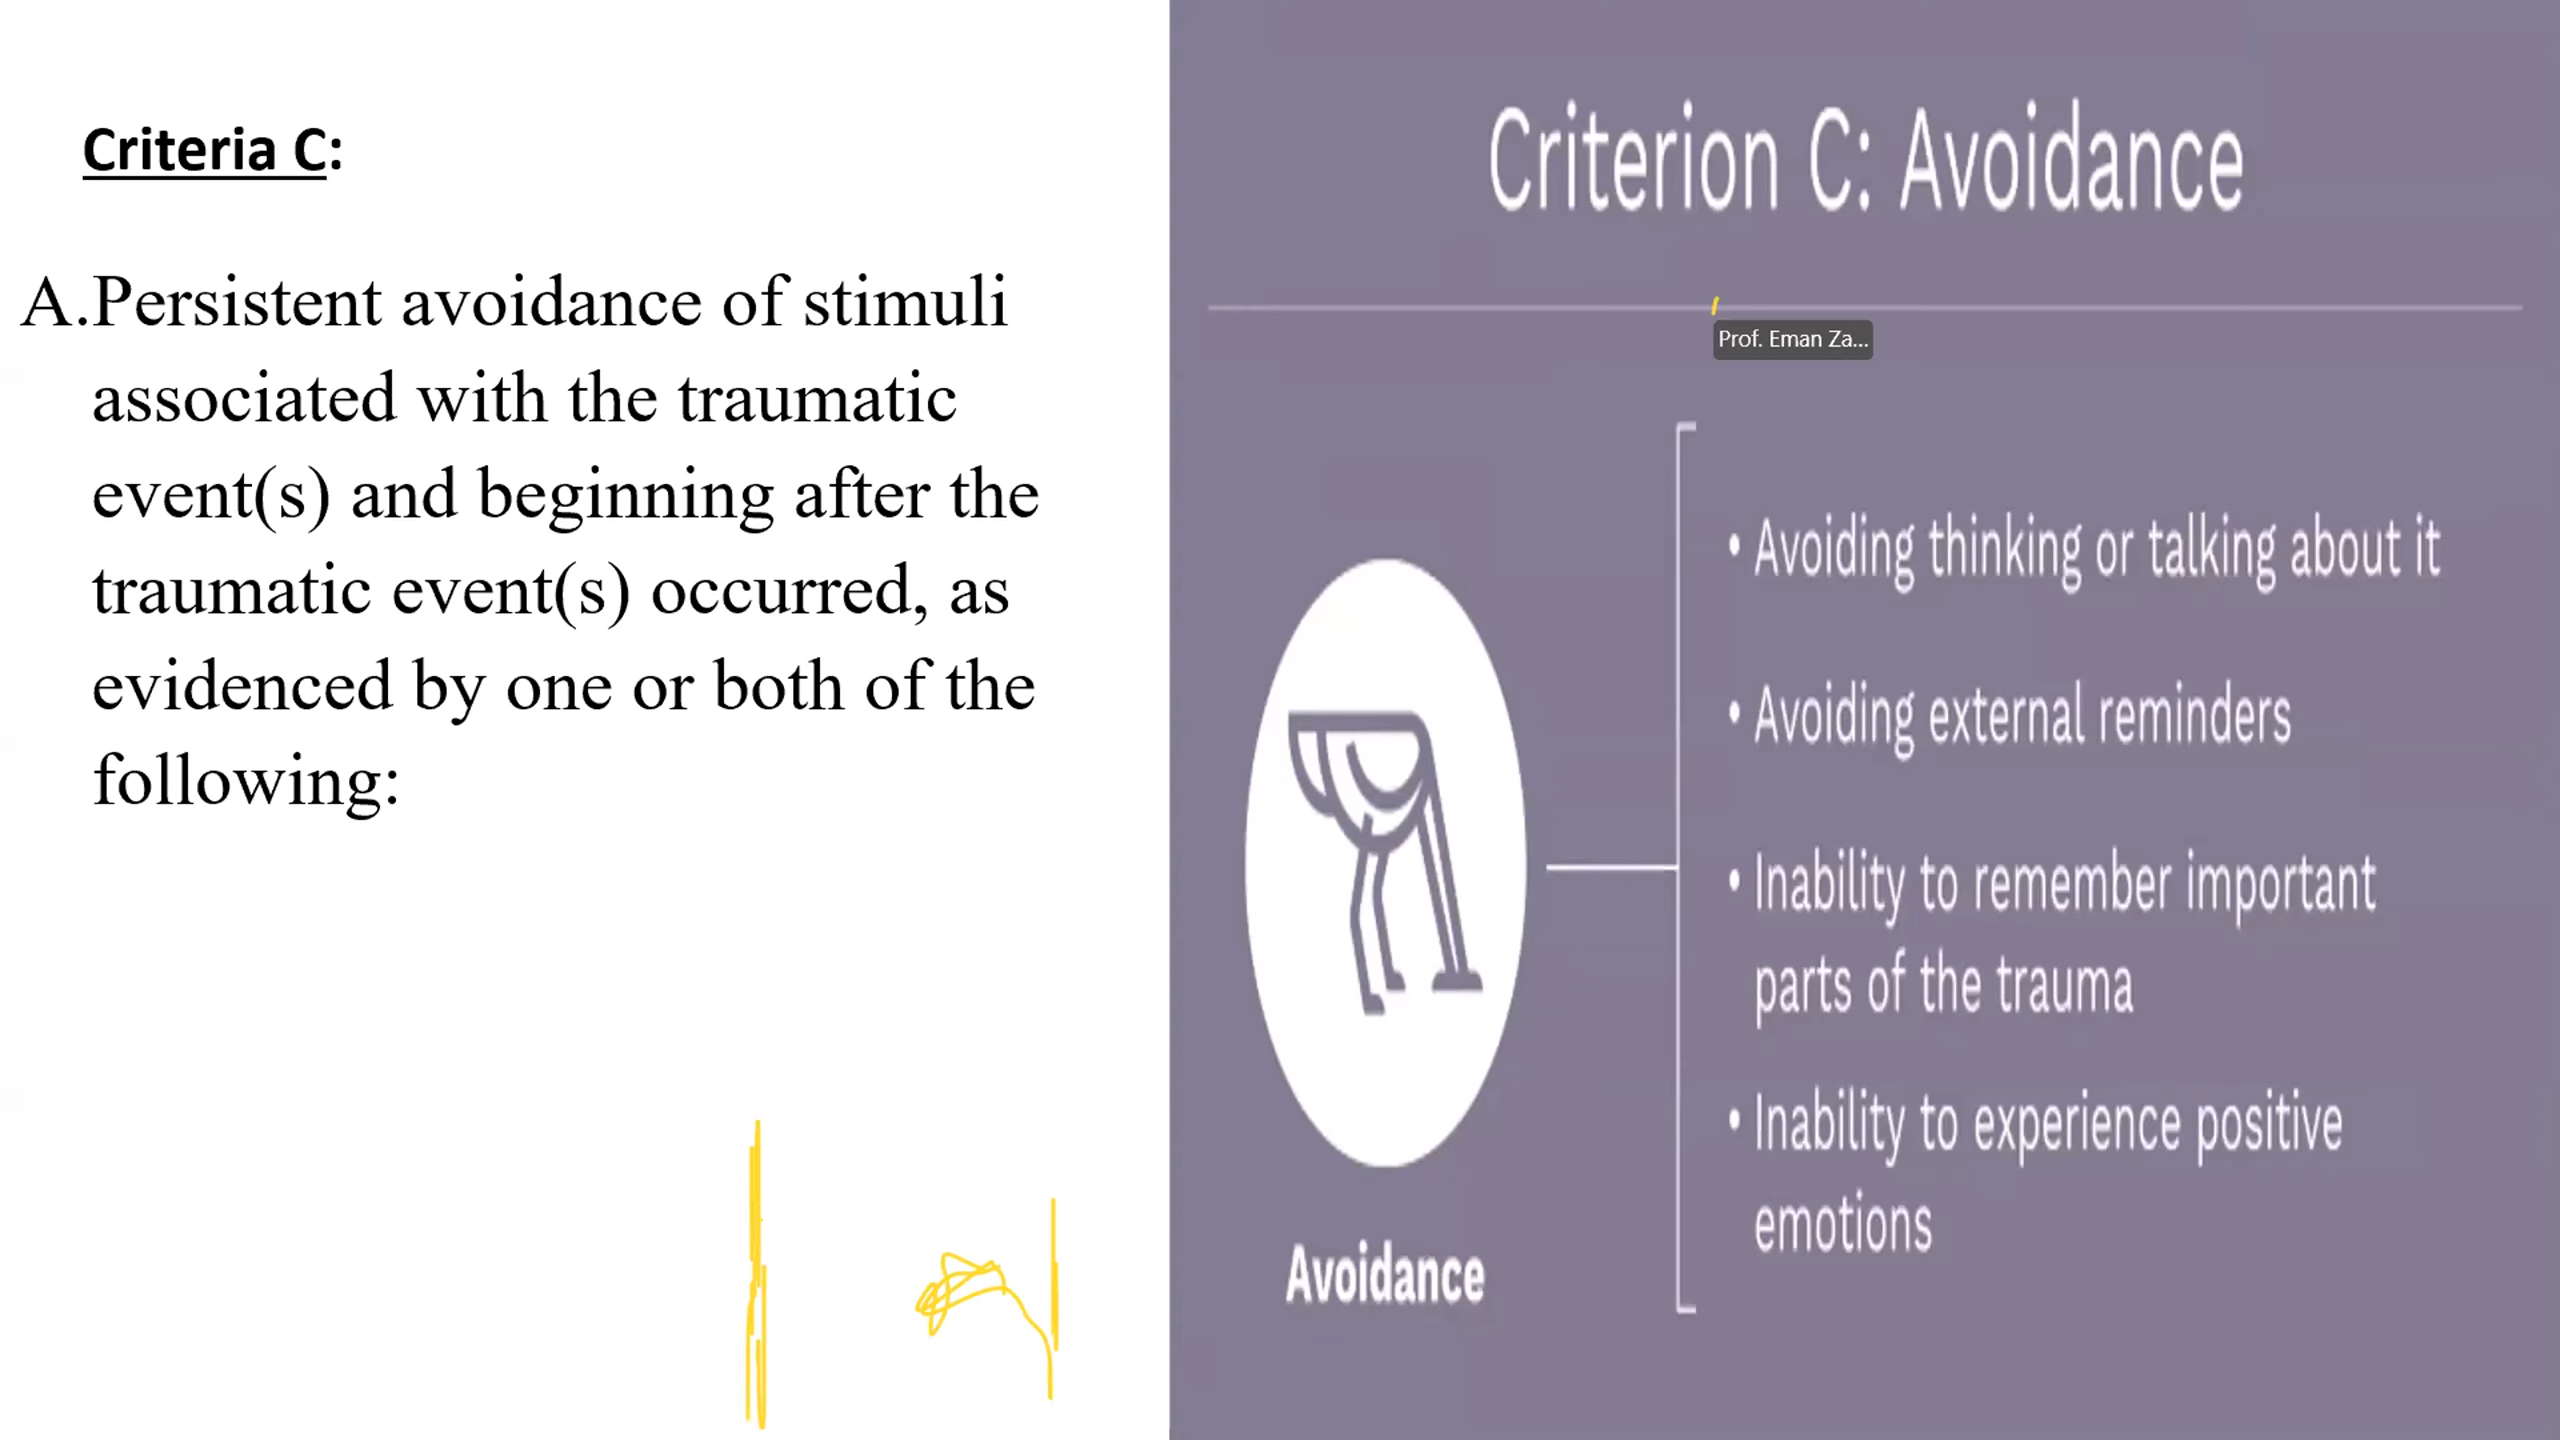 Criteria C:
A.Persistent avoidance of stimuli
associated with the traumatic
event(s) and beginning after the
traumatic event(s) occurred, as
evidenced by one or both of the
following:
Criterion C: Avoidance
Prof. Eman Za...
• Avoiding thinking or talking about it
• Avoiding external reminders
• Inability to remember important
parts of the trauma
• Inability to experience positive
emotions
Avoidance